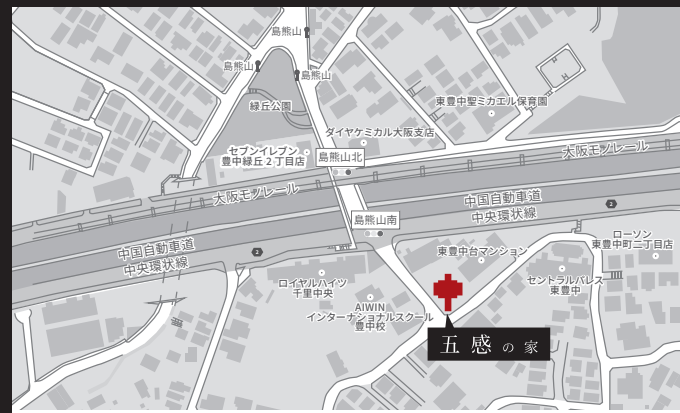 島熊山
島熊山
島熊山
緑丘公園
東豊中聖ミカエル保育園
ダイヤケミカル大阪支店
セブンイレブン
豊中緑丘2丁目店
島熊山北
大阪モノレール
大阪モノレール
島熊山南
中国自動車道
中央環状線
2
中国自動車道
中央環状線
2
東豊中台マンション
ローソン
東豊中町二丁目店
ロイヤルハイツ
千里中央
セントラルパレス
東豊中
AIWIN
インターナショナルスクール
豊中校
五感の家